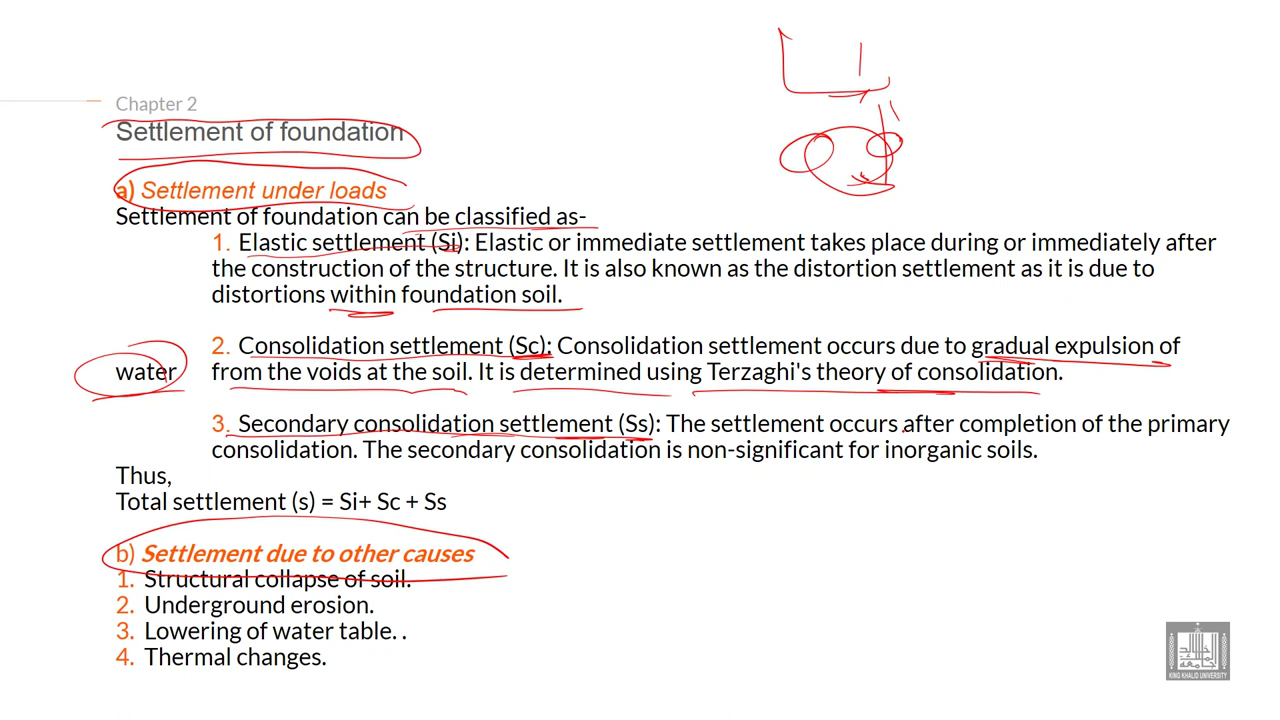 Chapter 2
Settlement of foundation
a) Settlement under loads
Settlement of foundation can be classified as-
1. Elastic settlement (Si): Elastic or immediate settlement takes place during or immediately after
the construction of the structure. It is also known as the distortion settlement as it is due to
distortions within foundation soil.
2. Consolidation settlement (Sc): Consolidation settlement occurs due to gradual expulsion of
water from the voids at the soil. It is determined using Terzaghi's theory of consolidation.
3. Secondary consolidation settlement (Ss): The settlement occurs after completion of the primary
consolidation. The secondary consolidation is non-significant for inorganic soils.
Thus,
Total settlement (s) = Si+ Sc + Ss
b) Settlement due to other causes
1. Structural collapse of soil.
2. Underground erosion.
3. Lowering of water table. .
4. Thermal changes.
KING KHALID UNIVERSITY